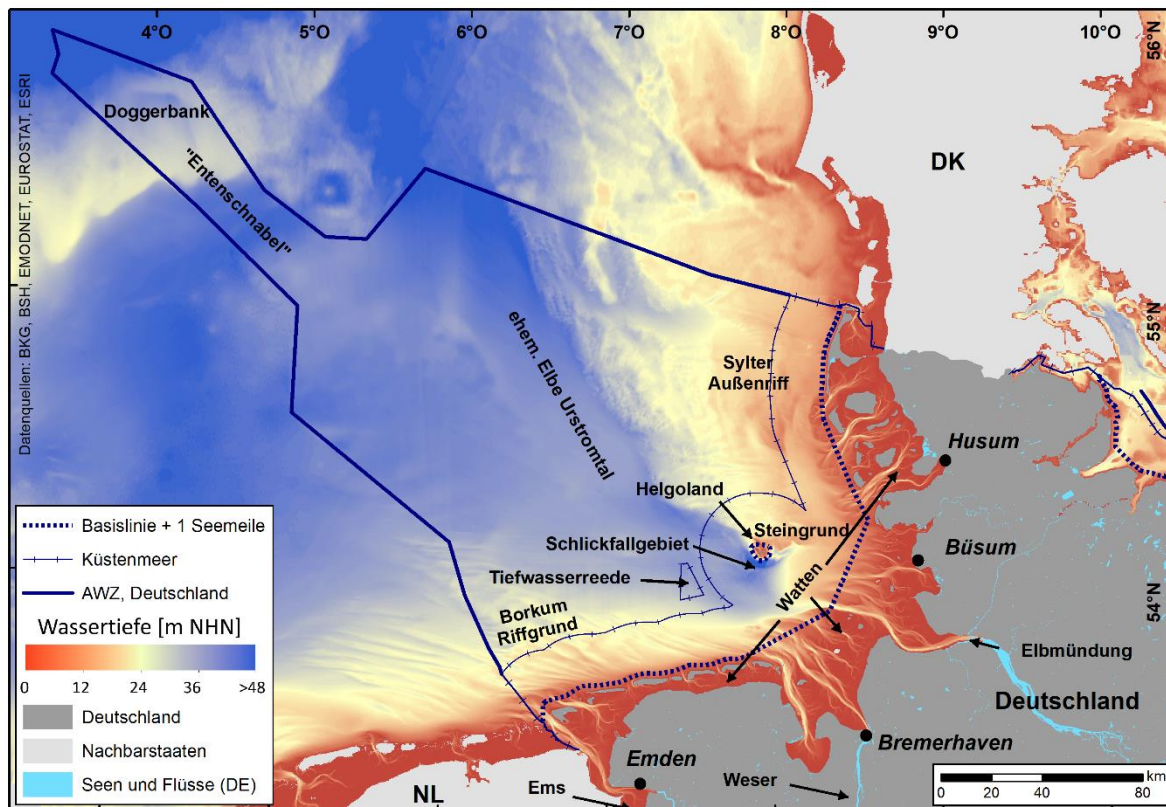 4°O 5°O 6°O 7°O 8°O 9°O 10°O
56°N
55°N
54°N
Datenquellen: BKG, BSH, EMODNET, EUROSTAT, ESRI
Doggerbank
"Entenschnabel"
DK
ehem. Elbe Urstromtal
Sylter
Außenriff
Husum
Helgoland
Steingrund
Schlickfallgebiet
Büsum
Tiefwasserreede
Watten
Borkum
Riffgrund
Elbmündung
Deutschland
Bremerhaven
Emden
Weser
Ems
NL
Basislinie + 1 Seemeile
Küstenmeer
AWZ, Deutschland
Wassertiefe [m NHN]
0 12 24 36 >48
Deutschland
Nachbarstaaten
Seen und Flüsse (DE)
km
0 20 40 80